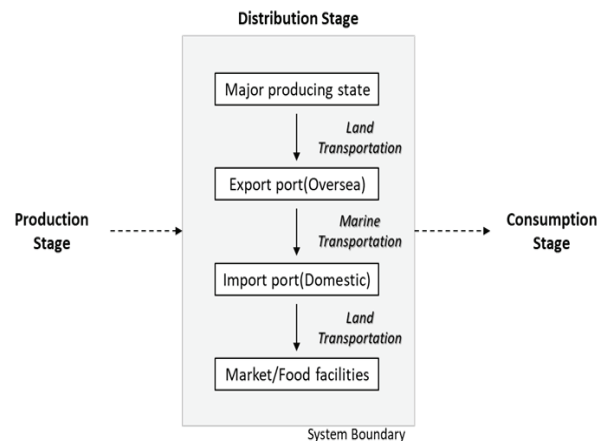 Distribution Stage
Major producing state
Land
Transportation
Export port(Oversea)
Production
Stage
Marine
Transportation
Consumption
Stage
Import port(Domestic)
Land
Transportation
Market/Food facilities
System Boundary